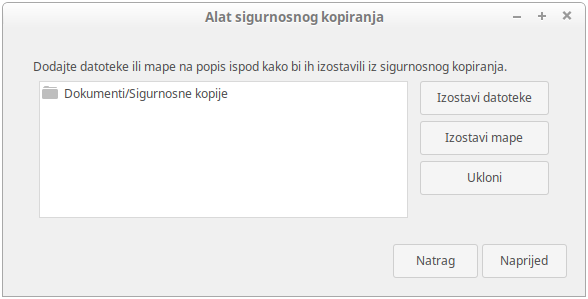 Alat sigurnosnog kopiranja
Dodajte datoteke ili mape na popis ispod kako bi ih izostavili iz sigurnosnog kopiranja.
Dokumenti/Sigurnosne kopije
Izostavi datoteke
Izostavi mape
Ukloni
Natrag
Naprijed